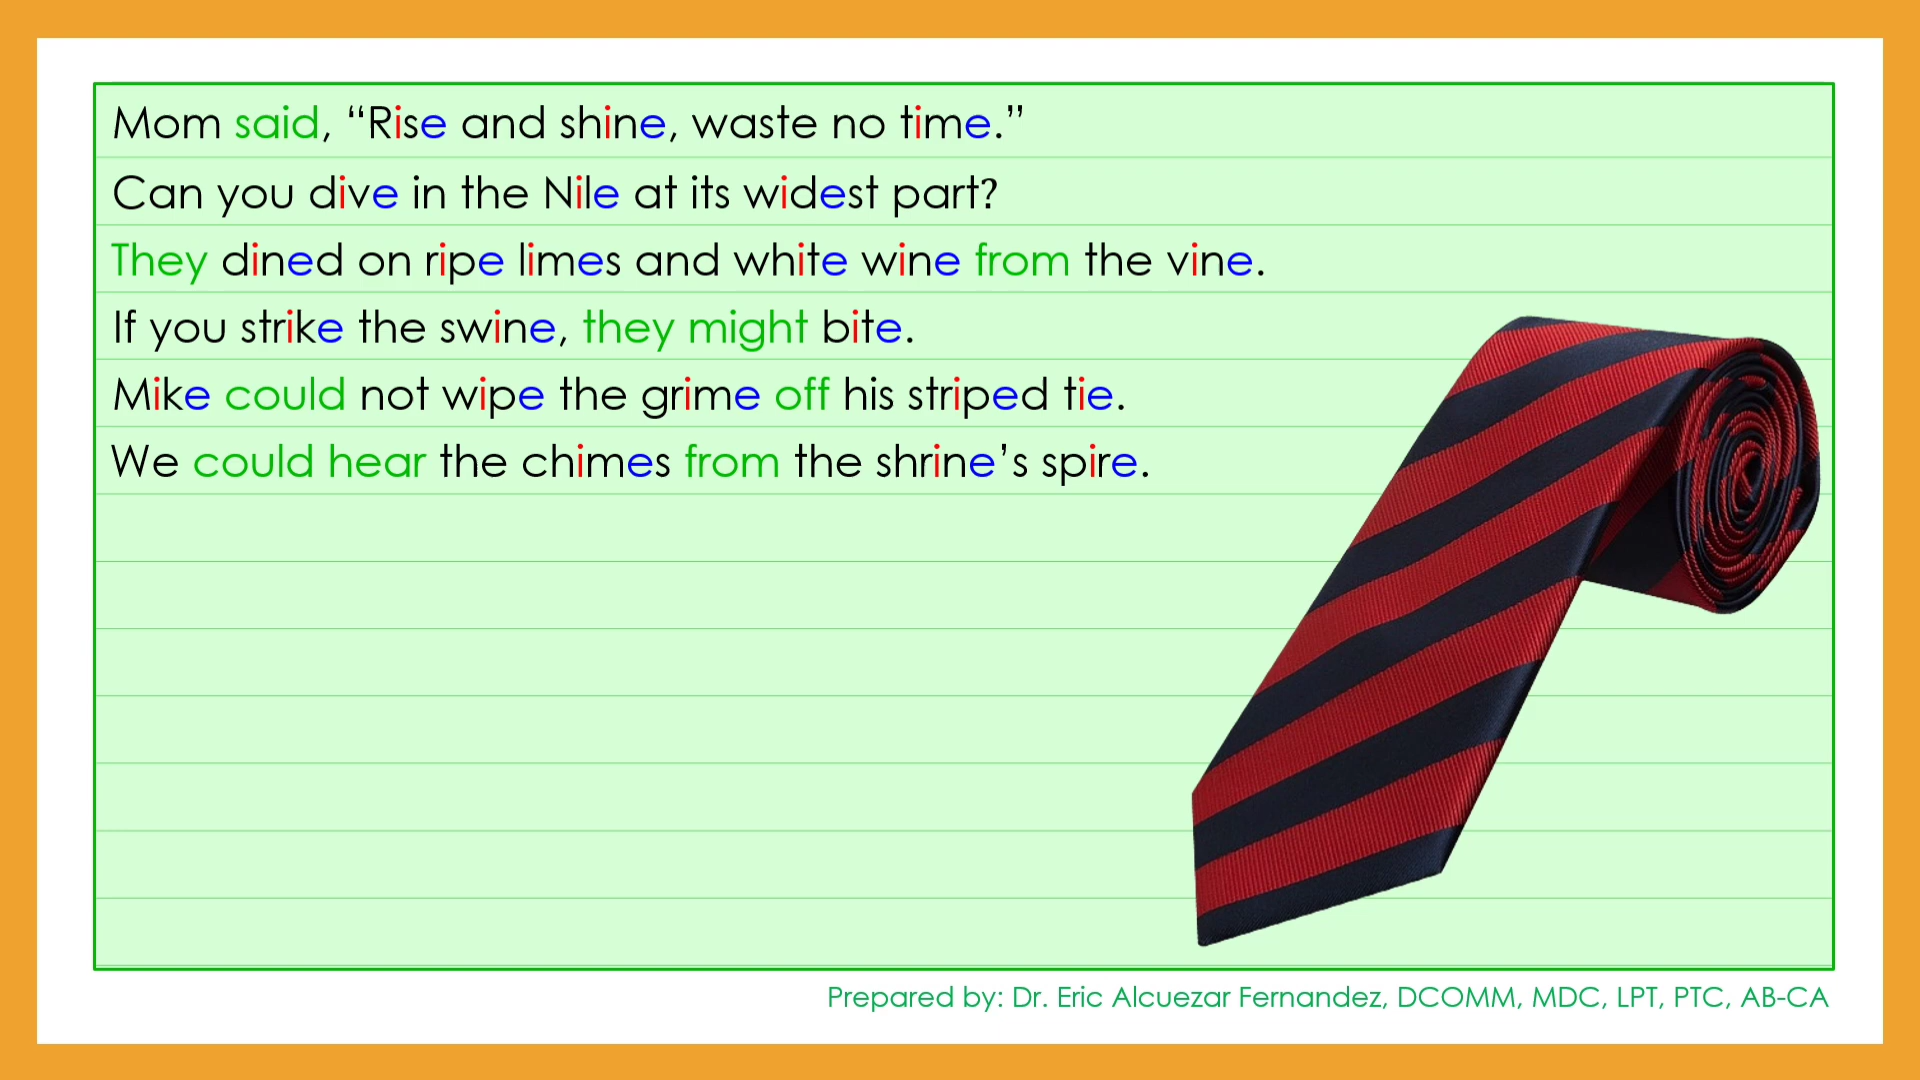 Mom said, “Rise and shine, waste no time.”
Can you dive in the Nile at its widest part?
They dined on ripe limes and white wine from the vine.
If you strike the swine, they might bite.
Mike could not wipe the grime off his striped tie.
We could hear the chimes from the shrine’s spire.
Prepared by: Dr. Eric Alcuezar Fernandez, DCOMM, MDC, LPT, PTC, AB-CA